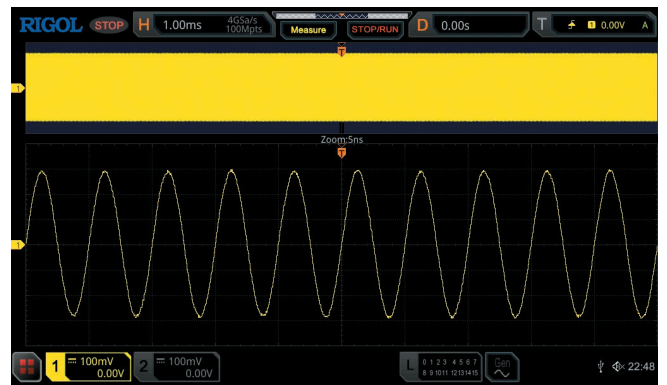 RIGOL STOP H 1.00ms 4GSa/s 100Mpts Measure STOP/RUN D 0.00s T 1 0.00V A
T
1
Zoom:5ns
T
1
1 100mV 0.00V 2 100mV 0.00V L 0 1 2 3 4 5 6 7 8 9 10 11 12 13 14 15 Gen 22:48